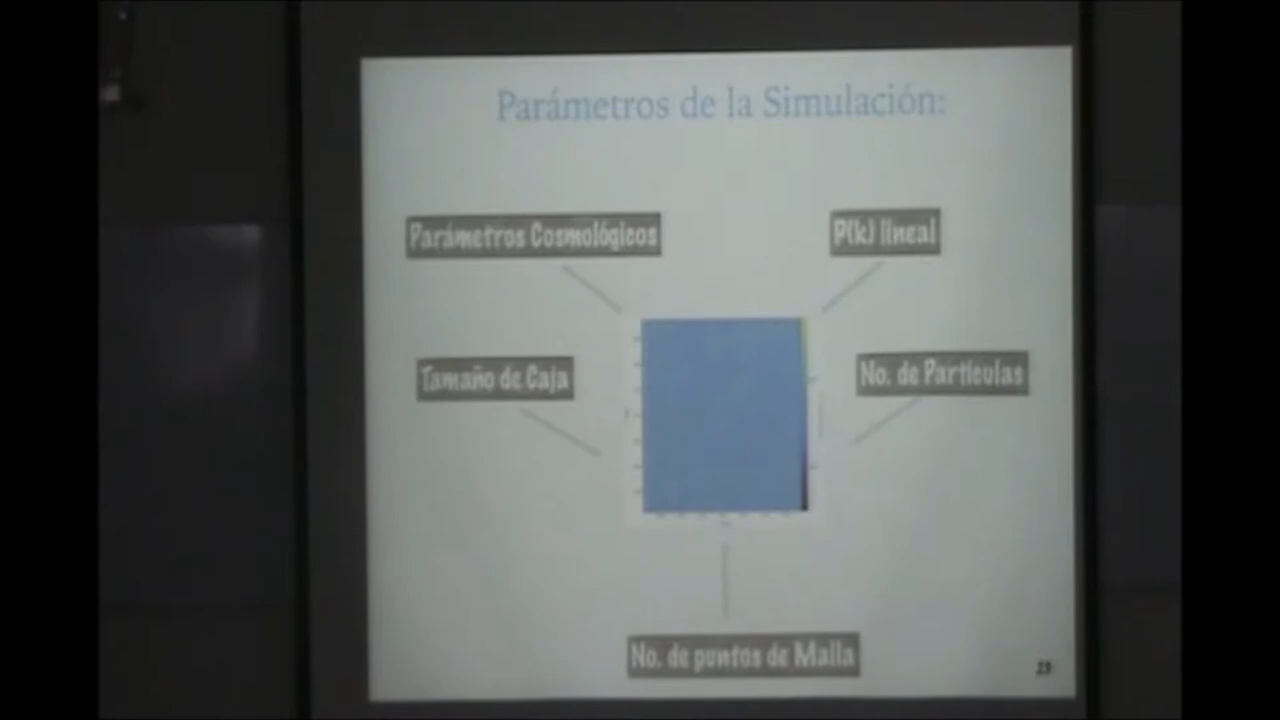 Parámetros de la Simulación:
Parámetros Cosmológicos
P(k) lineal
Tamaño de Caja
No. de Partículas
No. de puntos de Malla
23